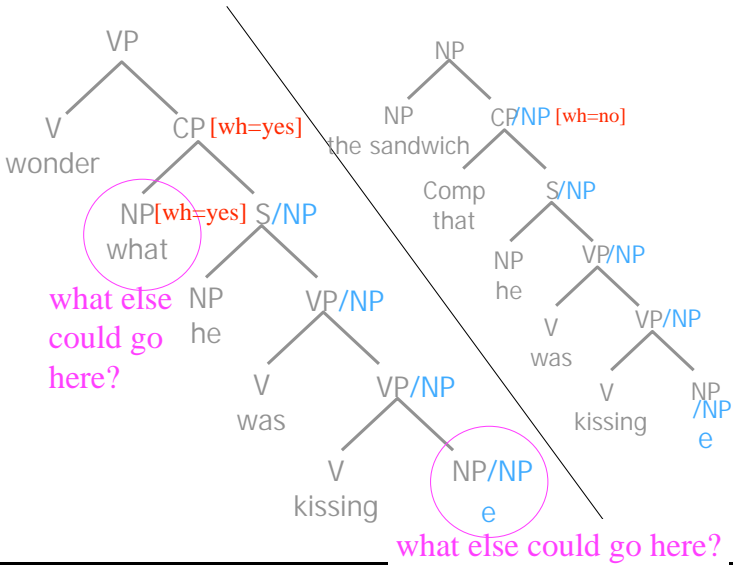 VP
V
wonder
CP [wh=yes]
NP[wh=yes]
what
S/NP
what else
could go
here?
NP
he
VP/NP
V
was
VP/NP
V
kissing
NP/NP
e
what else could go here?
NP
NP
the sandwich
CP/NP [wh=no]
Comp
that
S/NP
NP
he
VP/NP
V
was
VP/NP
V
kissing
NP
/NP
e